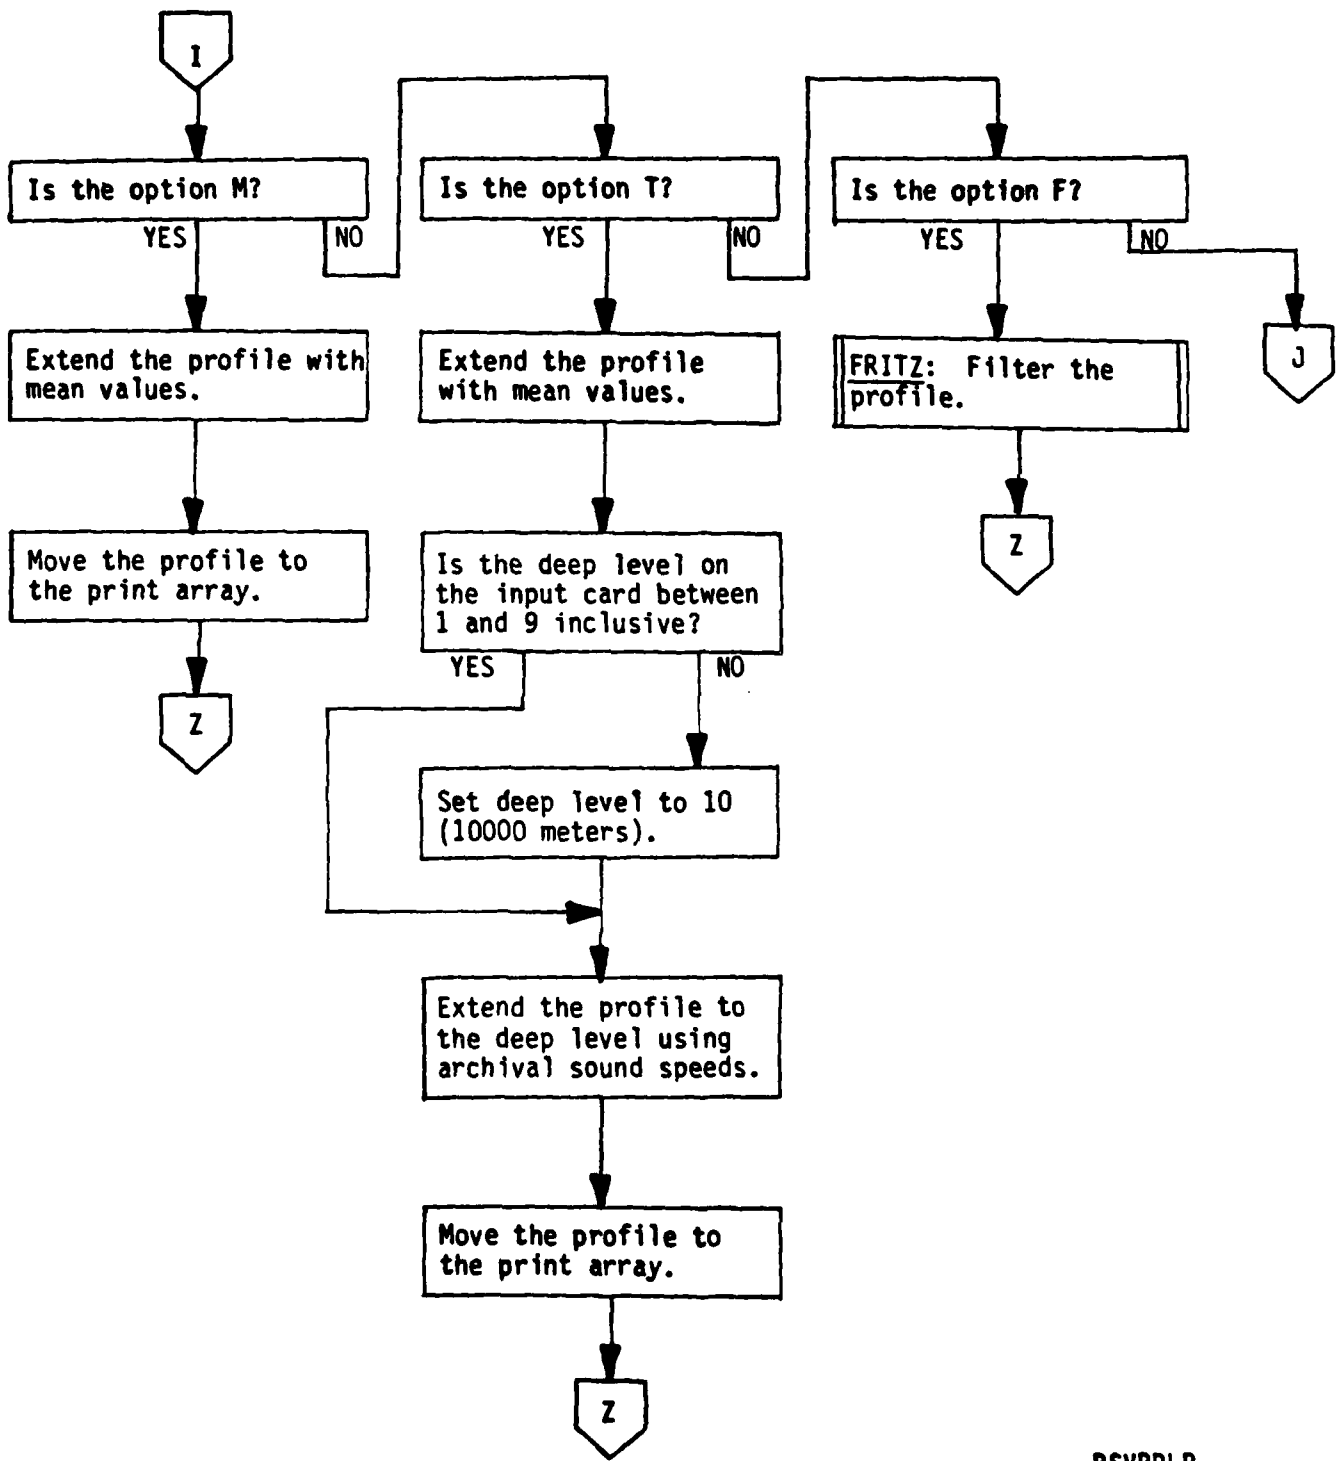 I
Is the option M?
YES
NO
Extend the profile with
mean values.
Move the profile to
the print array.
Z
Is the option T?
YES
NO
Extend the profile
with mean values.
Is the deep level on
the input card between
1 and 9 inclusive?
YES
NO
Set deep level to 10
(10000 meters).
Extend the profile to
the deep level using
archival sound speeds.
Move the profile to
the print array.
Z
Is the option F?
YES
NO
FRITZ: Filter the
profile.
Z
J